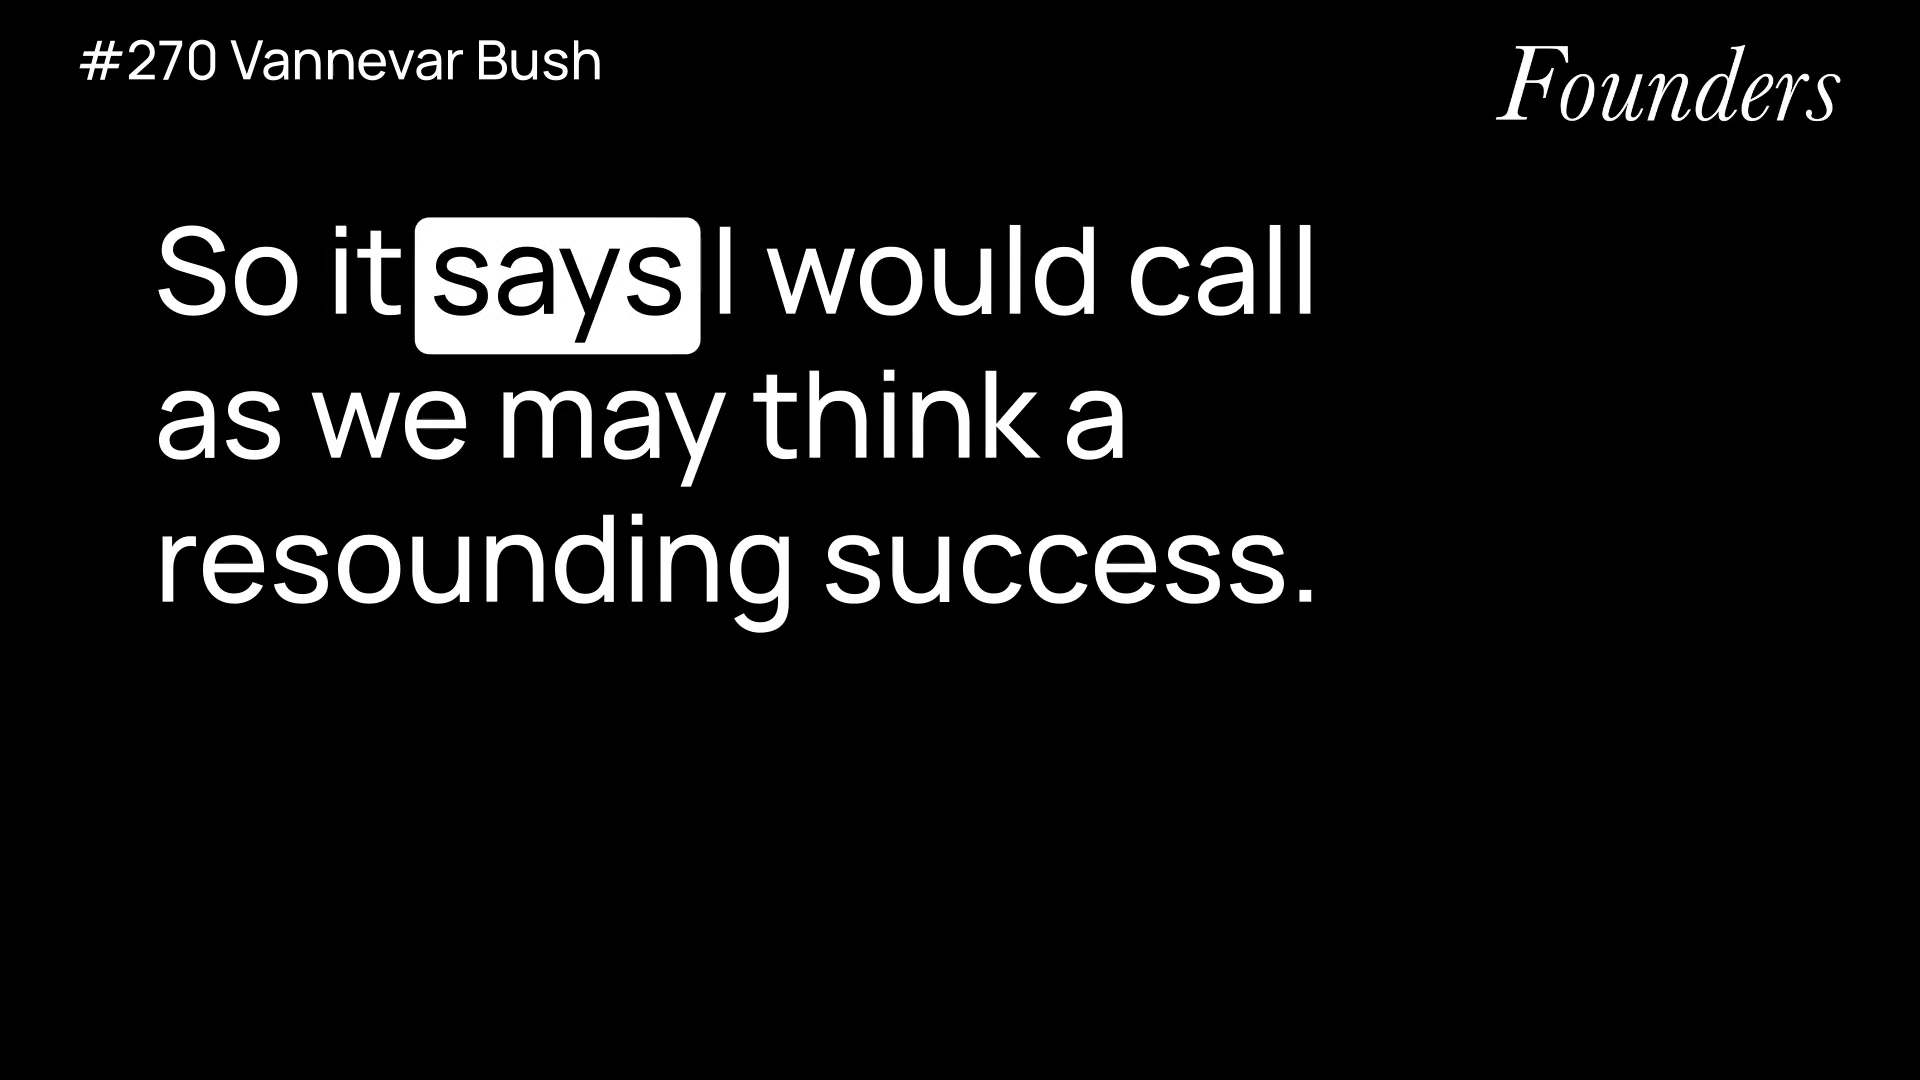 #270 Vannevar Bush
Founders
So it says I would call
as we may think a
resounding success.